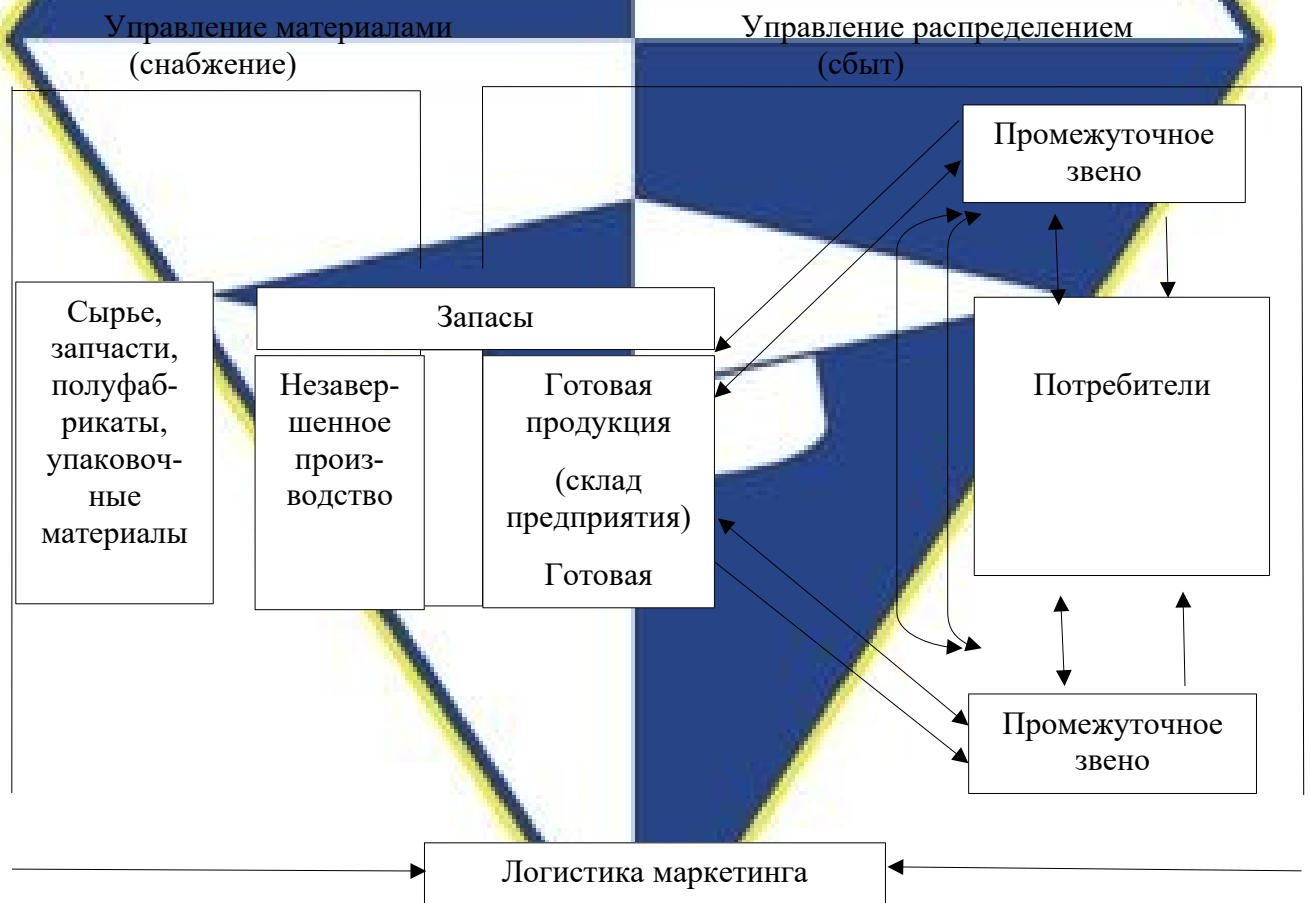 Управление материалами
(снабжение)
Управление распределением
(сбыт)
Промежуточное
звено
Сырье,
запчасти,
полуфаб-
рикаты,
упаковоч-
ные
материалы
Запасы
Незавер-
шенное
произ-
водство
Готовая
продукция
(склад
предприятия)
Готовая
Потребители
Промежуточное
звено
Логистика маркетинга